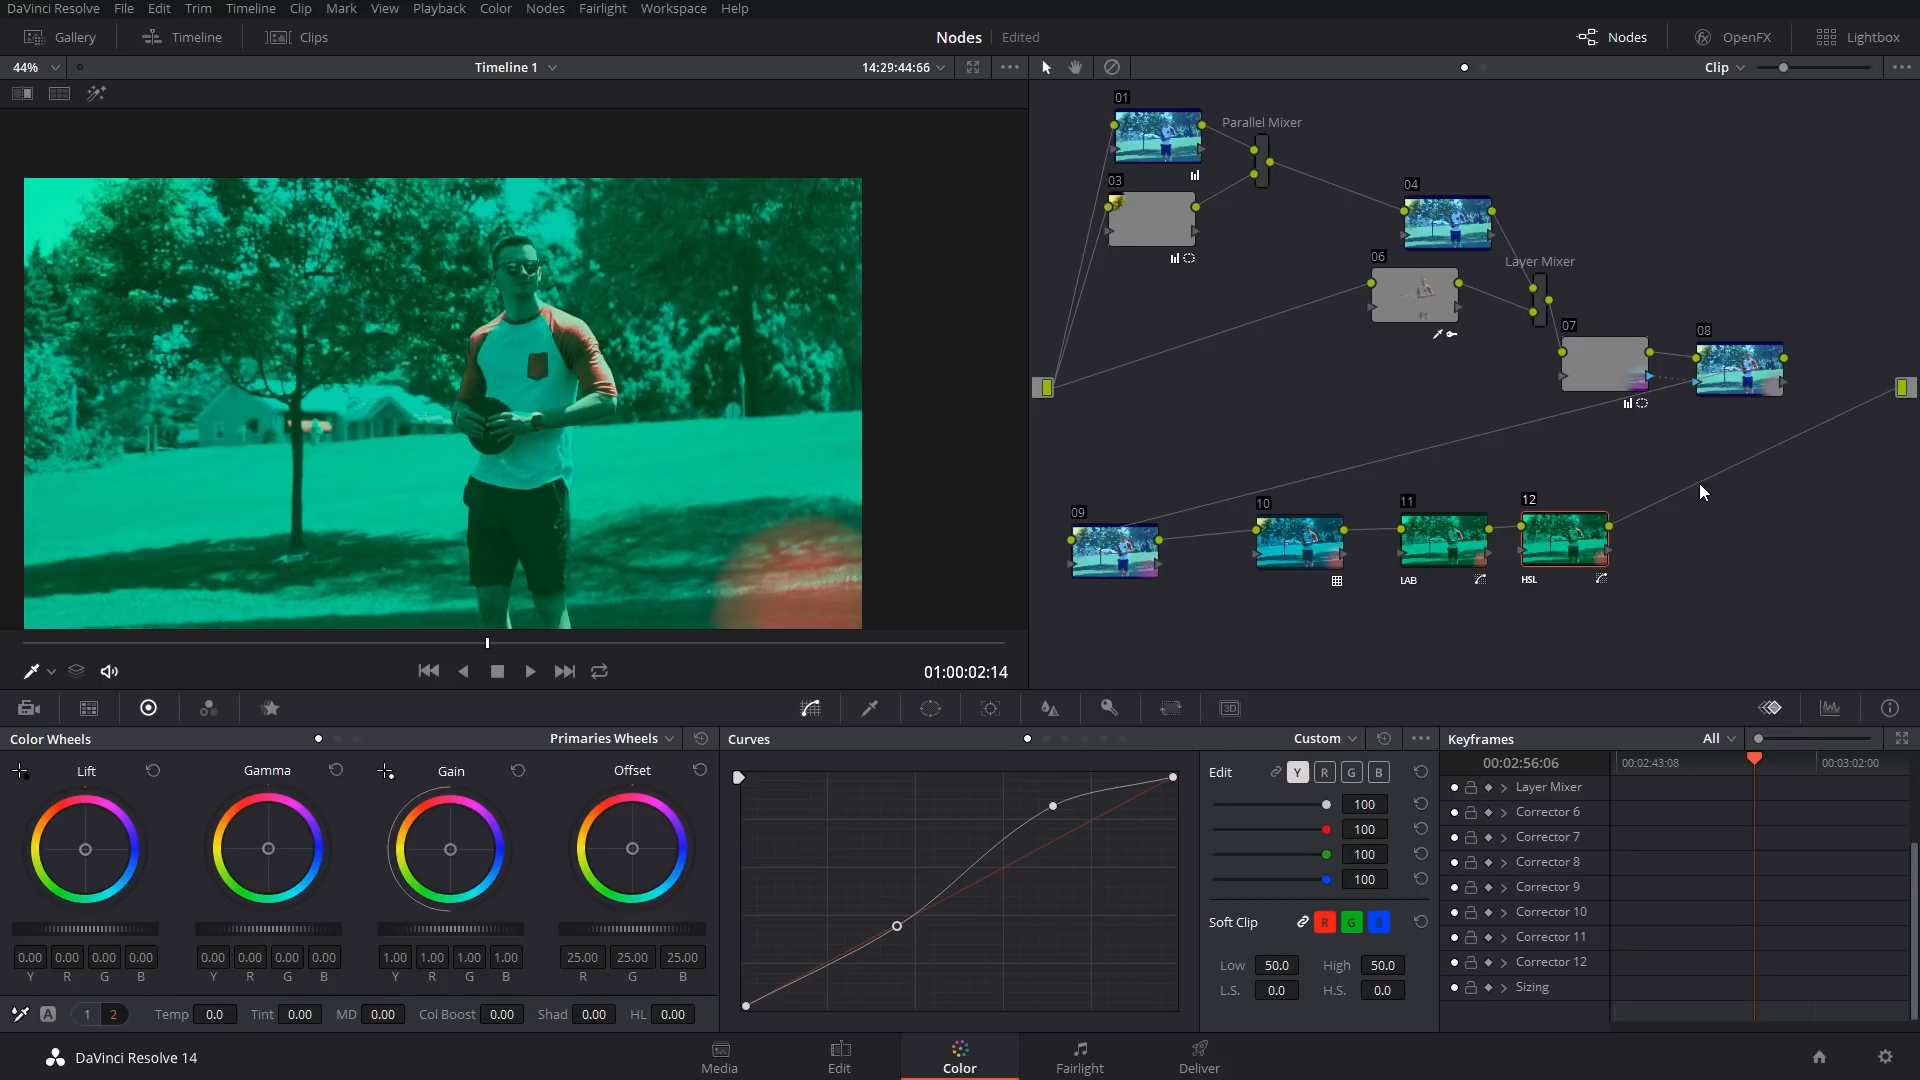 DaVinci Resolve File Edit Trim Timeline Clip Mark View Playback Color Nodes Fairlight Workspace Help
Gallery Timeline Clips Nodes Edited Nodes OpenFX Lightbox
44% Timeline 1 14:29:44:66 Clip
01
Parallel Mixer
03
04
06
Layer Mixer
07
08
09
10
11
12
LAB
HSL
01:00:02:14
3D
Color Wheels Primaries Wheels
Lift Gamma Gain Offset
0.00 0.00 0.00 0.00 0.00 0.00 0.00 0.00 1.00 1.00 1.00 1.00 25.00 25.00 25.00
Y R G B Y R G B Y R G B R G B
A 1 2 Temp 0.0 Tint 0.00 MD 0.00 Col Boost 0.00 Shad 0.00 HL 0.00
Curves Custom
Edit Y R G B
100
100
100
100
Soft Clip R G B
Low 50.0 High 50.0
L.S. 0.0 H.S. 0.0
Keyframes All
00:02:56:06 00:02:43:08 00:03:02:00
Layer Mixer
Corrector 6
Corrector 7
Corrector 8
Corrector 9
Corrector 10
Corrector 11
Corrector 12
Sizing
DaVinci Resolve 14
Media Edit Color Fairlight Deliver